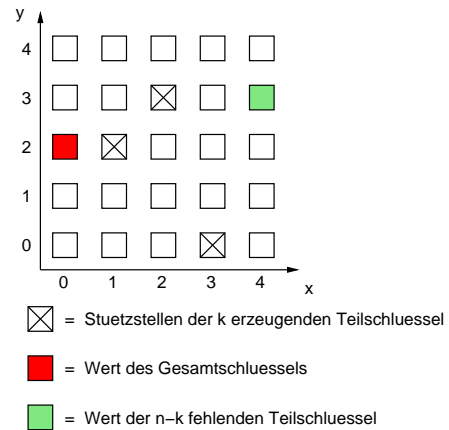 y
4
3
2
1
0
0 1 2 3 4
x
= Stuetzstellen der k erzeugenden Teilschluessel
= Wert des Gesamtschluessels
= Wert der n−k fehlenden Teilschluessel